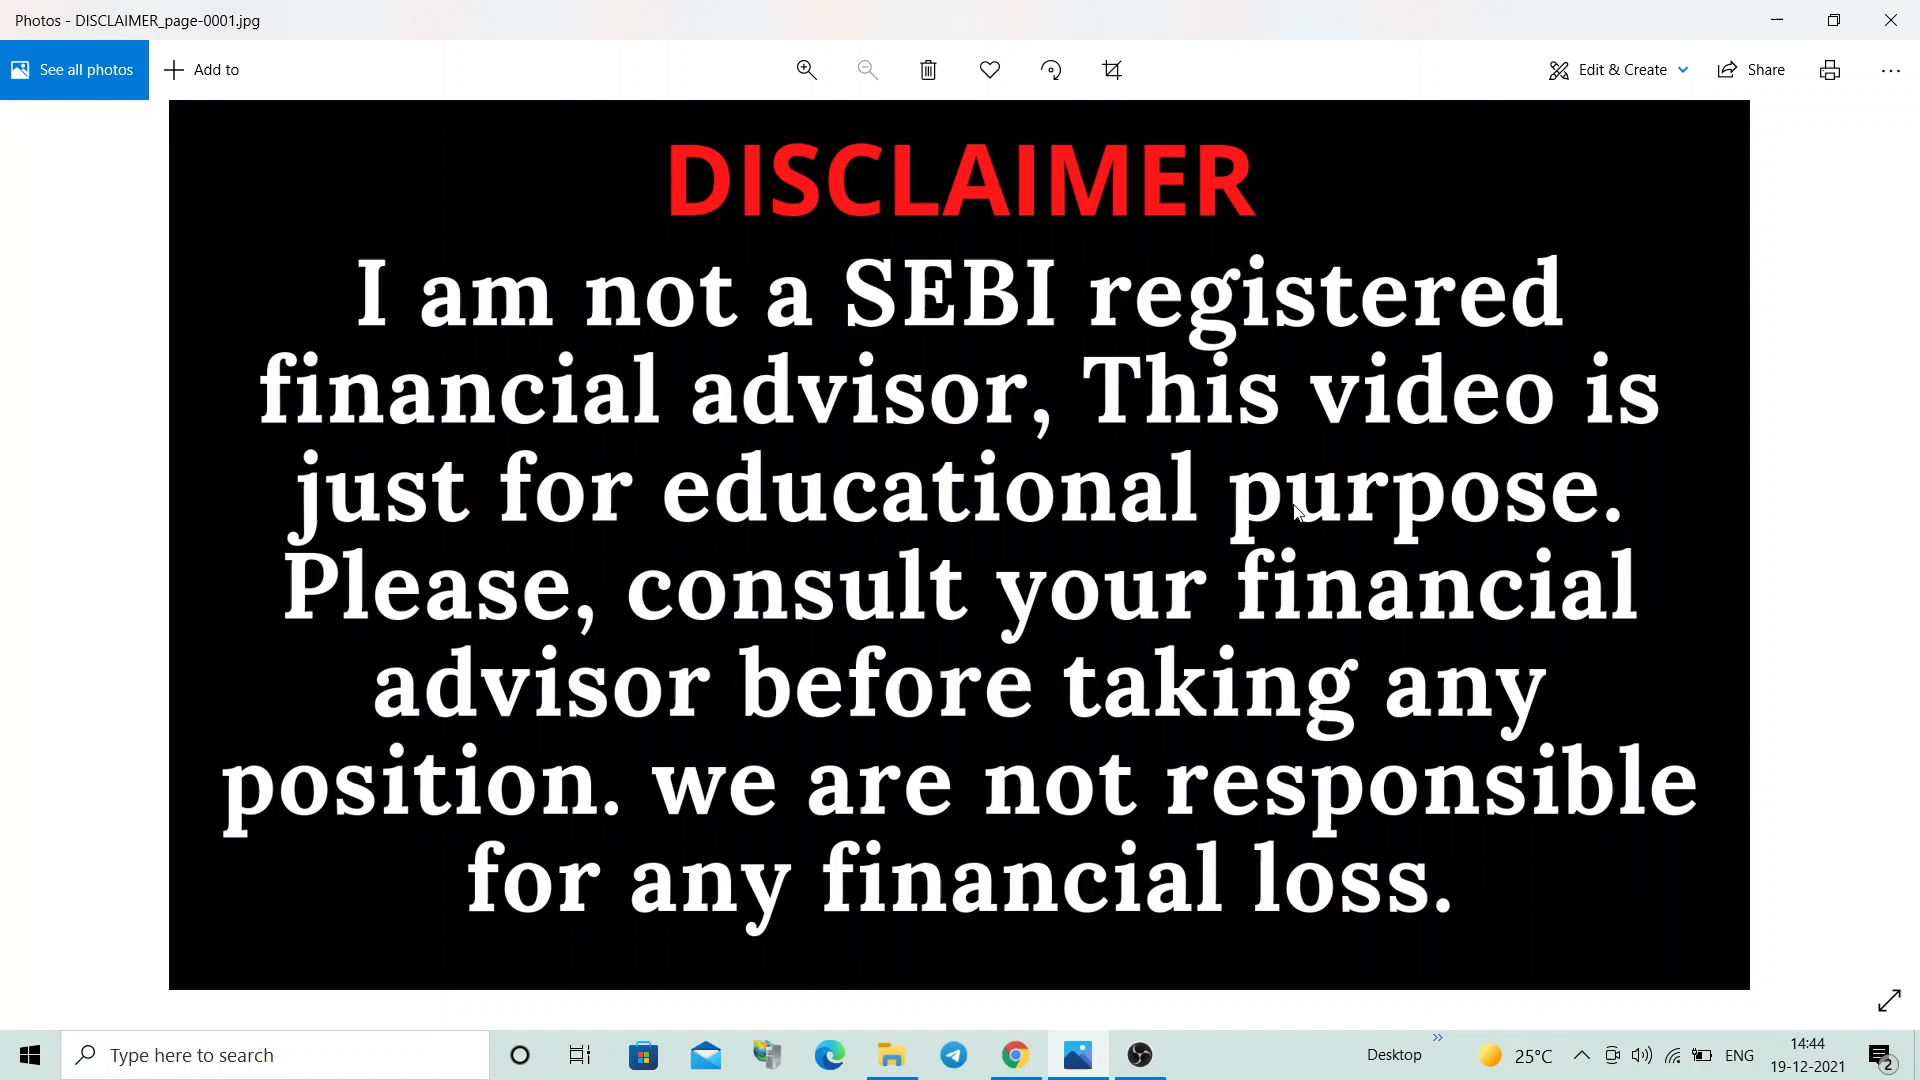 Photos - DISCLAIMER_page-0001.jpg
See all photos
Add to
Edit & Create
Share
DISCLAIMER
I am not a SEBI registered
financial advisor, This video is
just for educational purpose.
Please, consult your financial
advisor before taking any
position. we are not responsible
for any financial loss.
Type here to search
Desktop
25°C
ENG
14:44
19-12-2021
2